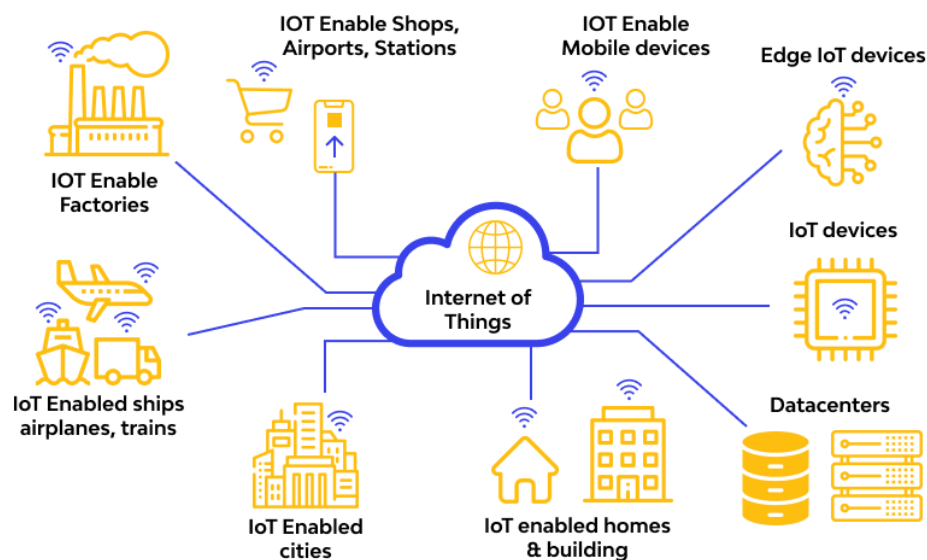 IOT Enable Shops,
Airports, Stations
IOT Enable
Mobile devices
Edge IoT devices
IOT Enable
Factories
IoT devices
Internet of
Things
IoT Enabled ships
airplanes, trains
Datacenters
IoT Enabled
cities
IoT enabled homes
& building